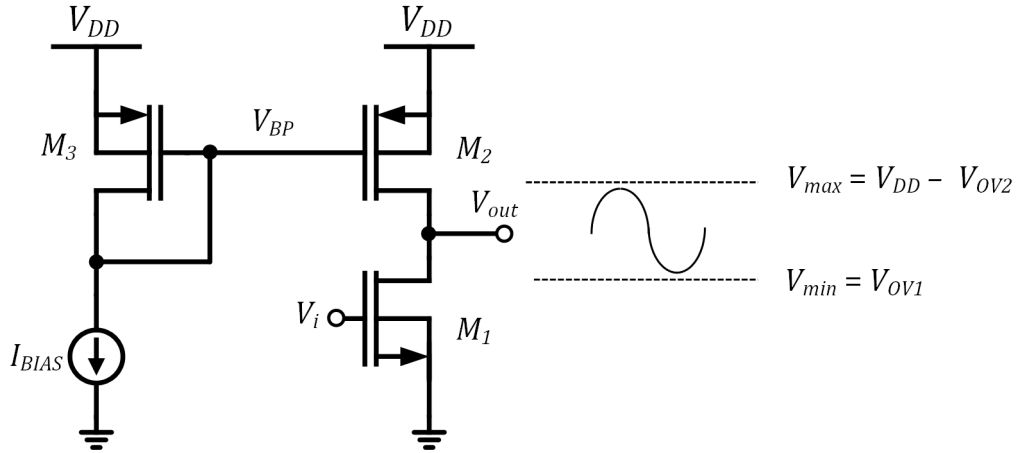 V_DD
V_DD
V_BP
M_3
M_2
V_max = V_DD – V_OV2
V_out
V_min = V_OV1
V_i
M_1
I_BIAS